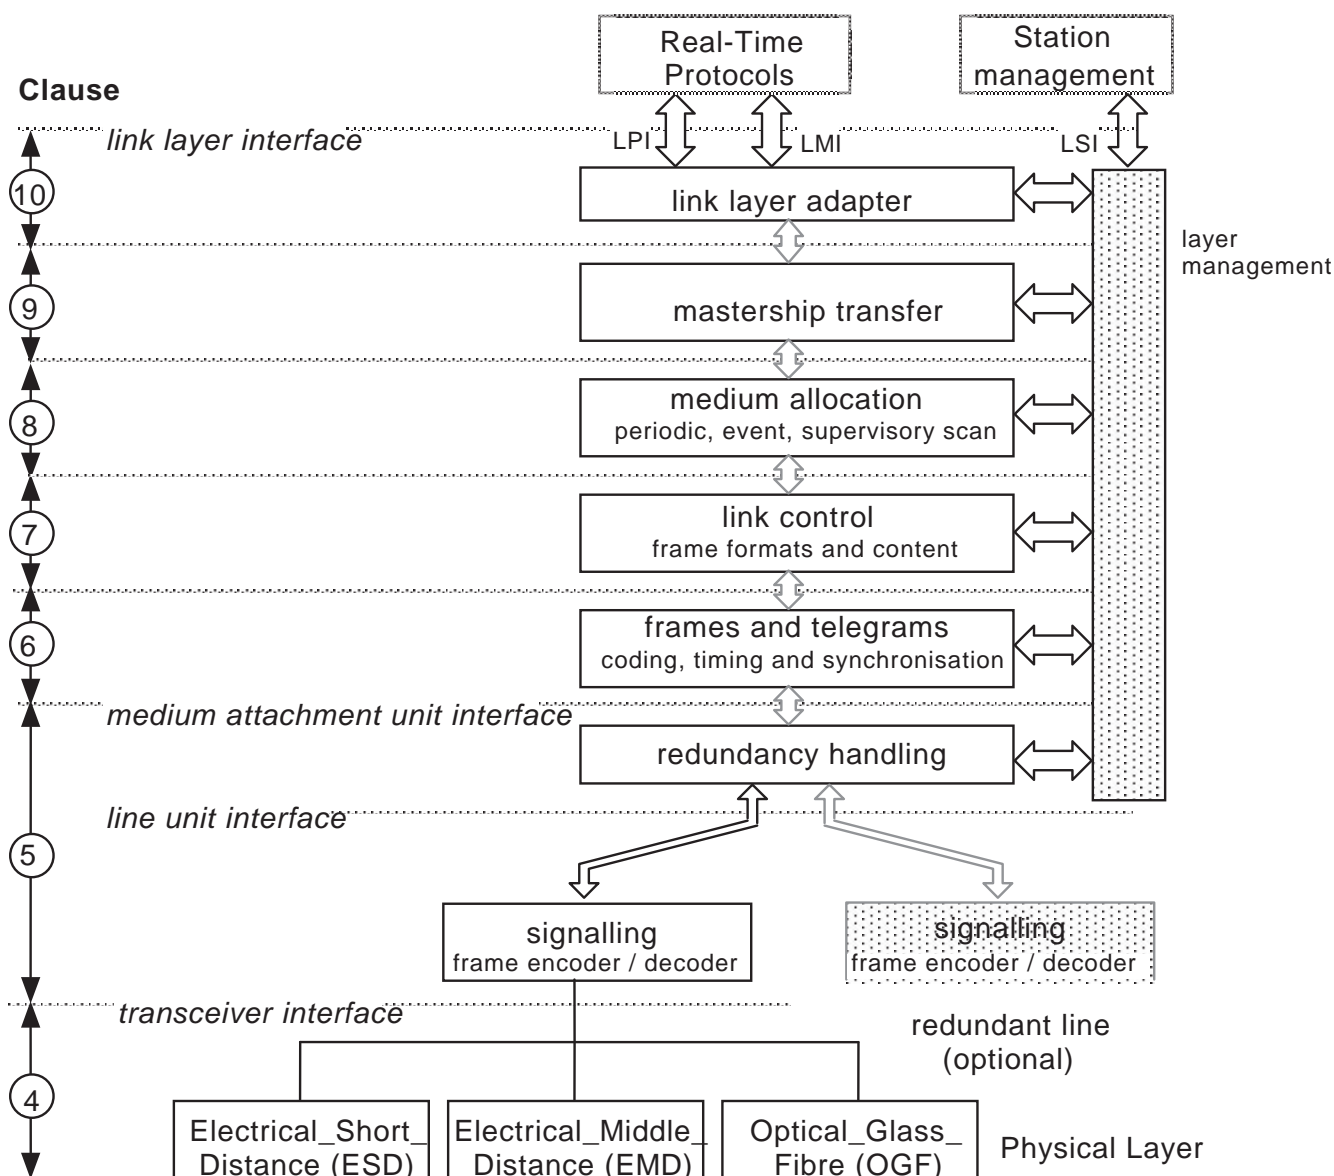 Real-Time
Protocols
Station
management
Clause
link layer interface
LPI
LMI
LSI
10
link layer adapter
layer
management
9
mastership transfer
8
medium allocation
periodic, event, supervisory scan
7
link control
frame formats and content
6
frames and telegrams
coding, timing and synchronisation
medium attachment unit interface
redundancy handling
line unit interface
5
signalling
frame encoder / decoder
signalling
frame encoder / decoder
transceiver interface
redundant line
(optional)
4
Electrical_Short_
Distance (ESD)
Electrical_Middle_
Distance (EMD)
Optical_Glass_
Fibre (OGF)
Physical Layer